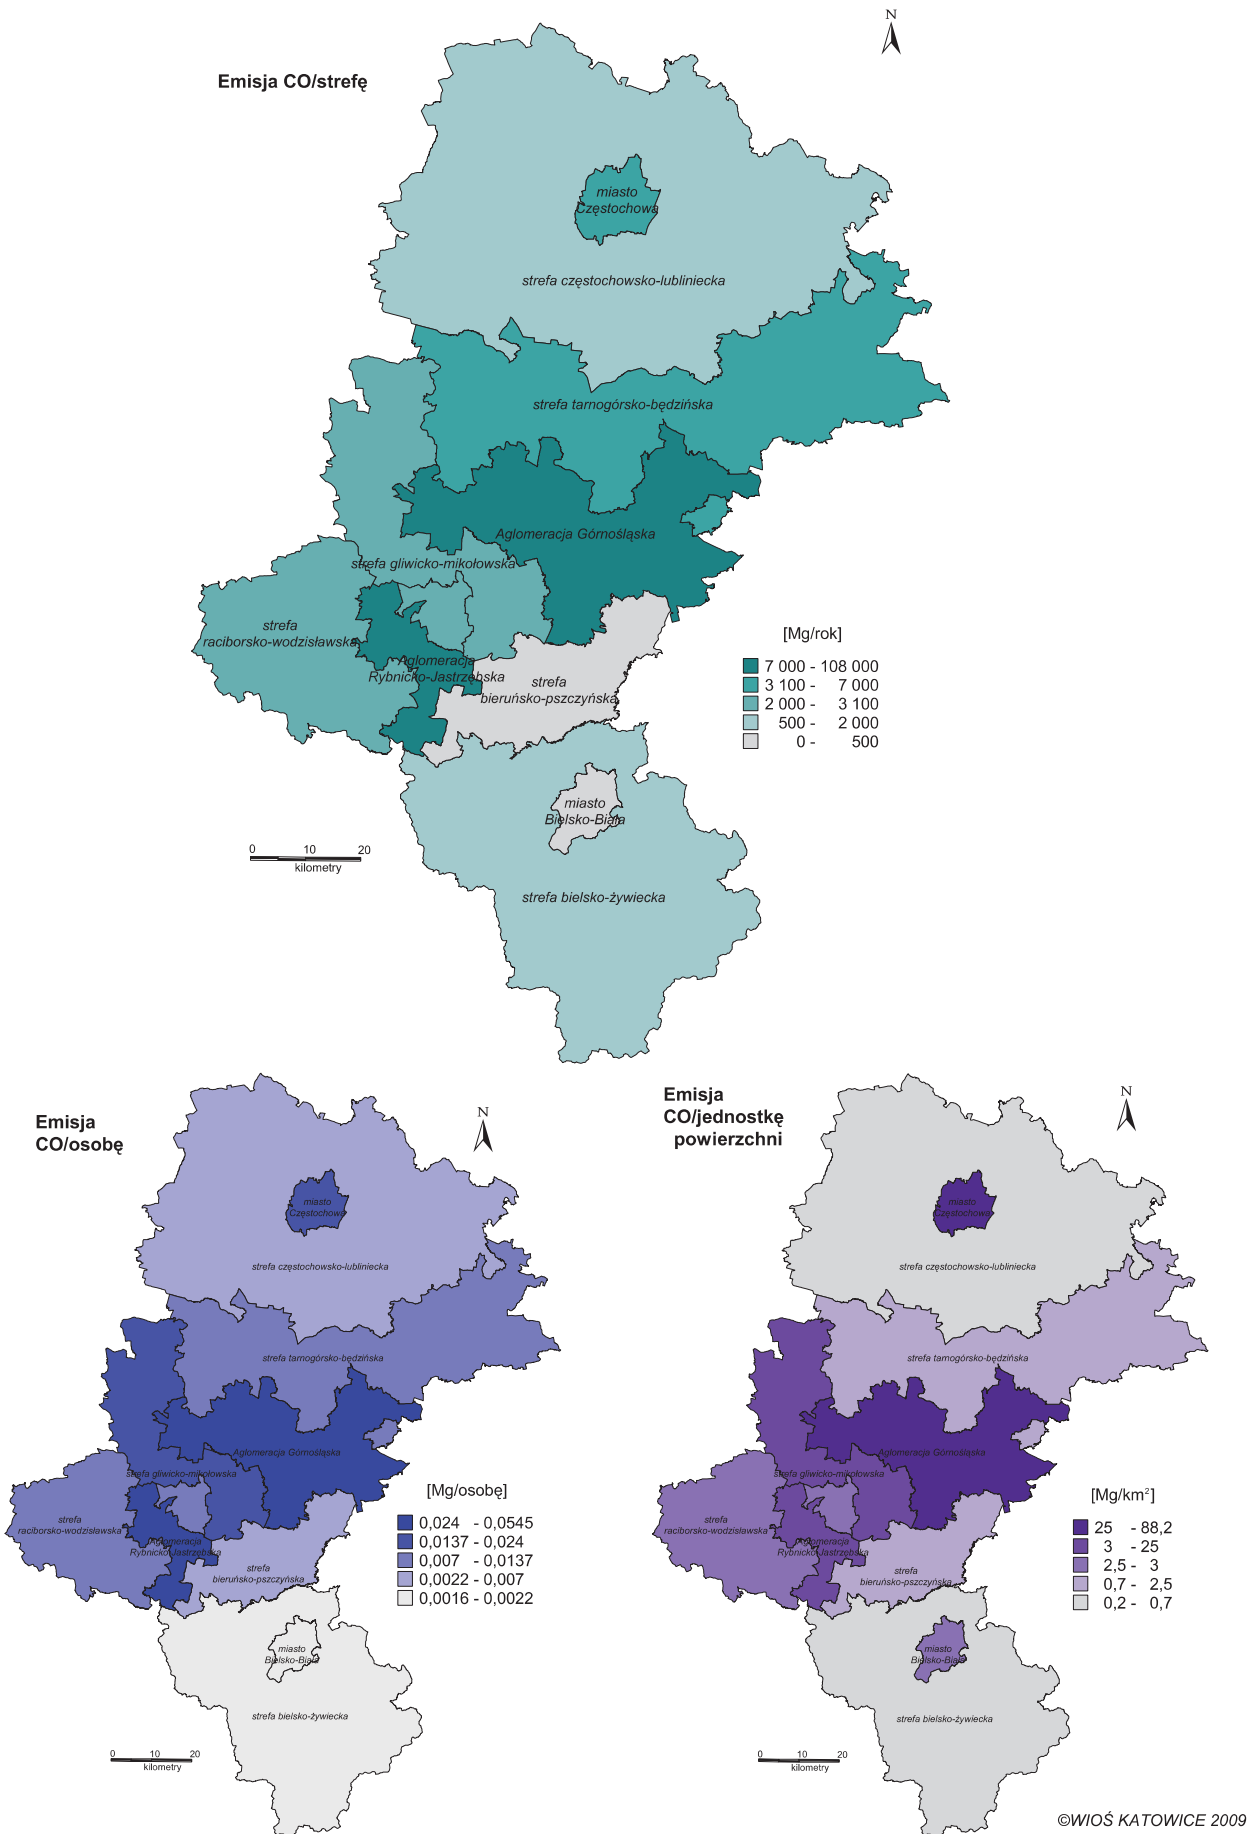 N
Emisja CO/strefę
miasto
Częstochowa
strefa częstochowsko-lubliniecka
strefa tarnogórsko-będzińska
Aglomeracja Górnośląska
strefa gliwicko-mikołowska
strefa
raciborsko-wodzisławska
Aglomeracja
Rybnicko-Jastrzębska
strefa
bieruńsko-pszczyńska
[Mg/rok]
7 000 - 108 000
3 100 - 7 000
2 000 - 3 100
500 - 2 000
0 - 500
miasto
Bielsko-Biała
0 10 20
kilometry
strefa bielsko-żywiecka
Emisja
CO/osobę
N
miasto
Częstochowa
strefa częstochowsko-lubliniecka
strefa tarnogórsko-będzińska
Aglomeracja Górnośląska
strefa gliwicko-mikołowska
strefa
raciborsko-wodzisławska
Aglomeracja
Rybnicko-Jastrzębska
strefa
bieruńsko-pszczyńska
[Mg/osobę]
0,024 - 0,0545
0,0137 - 0,024
0,007 - 0,0137
0,0022 - 0,007
0,0016 - 0,0022
miasto
Bielsko-Biała
strefa bielsko-żywiecka
0 10 20
kilometry
Emisja
CO/jednostkę
powierzchni
N
miasto
Częstochowa
strefa częstochowsko-lubliniecka
strefa tarnogórsko-będzińska
Aglomeracja Górnośląska
strefa gliwicko-mikołowska
strefa
raciborsko-wodzisławska
Aglomeracja
Rybnicko-Jastrzębska
strefa
bieruńsko-pszczyńska
[Mg/km²]
25 - 88,2
3 - 25
2,5 - 3
0,7 - 2,5
0,2 - 0,7
miasto
Bielsko-Biała
strefa bielsko-żywiecka
0 10 20
kilometry
©WIOŚ KATOWICE 2009